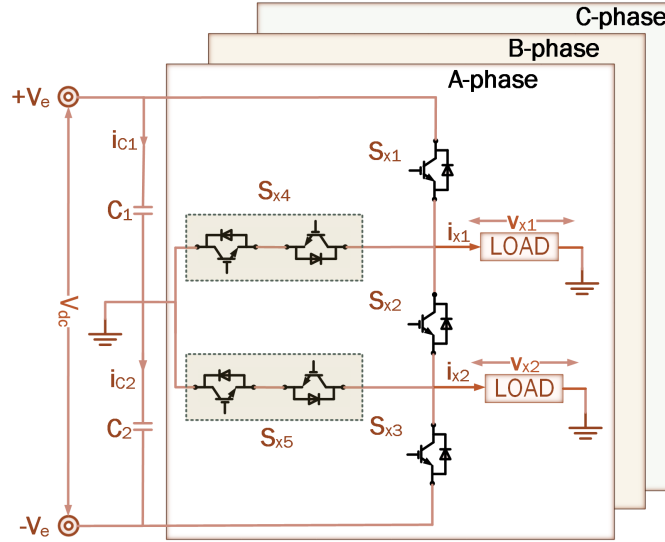 C-phase
B-phase
A-phase
+Ve
iC1
Sx1
Sx4
C1
ix1
vx1
LOAD
Vdc
Sx2
iC2
ix2
vx2
LOAD
C2
Sx5
Sx3
-Ve